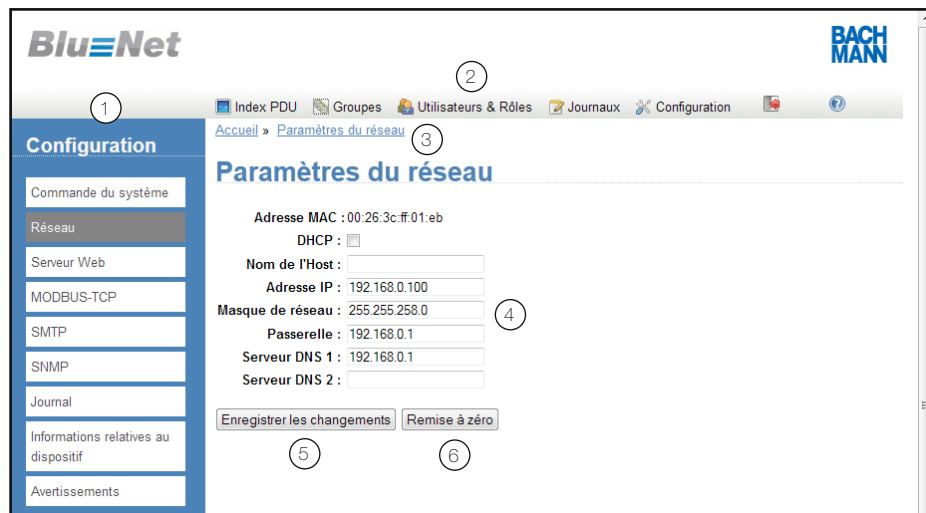 Blu≡Net
BACH
MANN
2
1
Index PDU Groupes Utilisateurs & Rôles Journaux Configuration
Accueil » Paramètres du réseau
3
Configuration
Commande du système
Réseau
Serveur Web
MODBUS-TCP
SMTP
SNMP
Journal
Informations relatives au
dispositif
Avertissements
Paramètres du réseau
Adresse MAC : 00:26:3c:ff:01:eb
DHCP :
Nom de l'Host :
Adresse IP : 192.168.0.100
Masque de réseau : 255.255.258.0
4
Passerelle : 192.168.0.1
Serveur DNS 1 : 192.168.0.1
Serveur DNS 2 :
Enregistrer les changements Remise à zéro
5 6